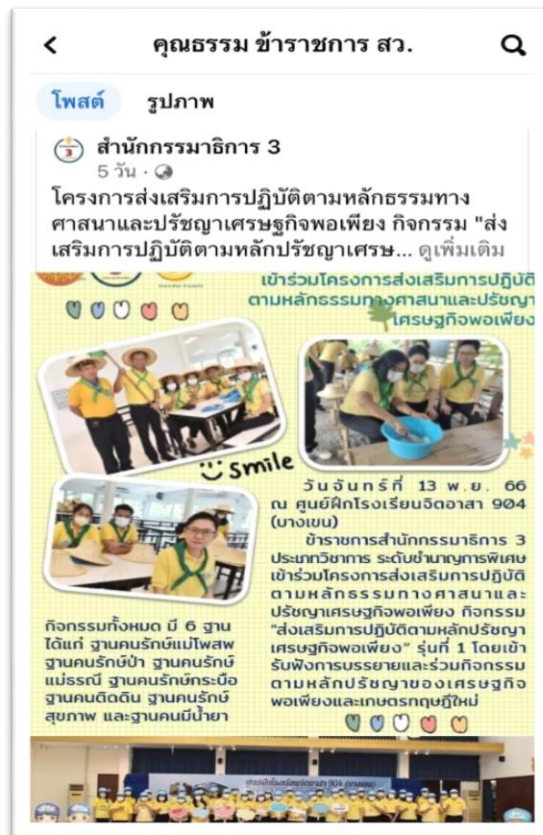 คุณธรรม ข้าราชการ สว.
โพสต์ รูปภาพ
3
สำนักกรรมาธิการ 3
5 วัน ·
โครงการส่งเสริมการปฏิบัติตามหลักธรรมทาง
ศาสนาและปรัชญาเศรษฐกิจพอเพียง กิจกรรม "ส่ง
เสริมการปฏิบัติตามหลักปรัชญาเศรษ... ดูเพิ่มเติม
เข้าร่วมโครงการส่งเสริมการปฏิบัติ
ตามหลักธรรมทางศาสนาและปรัชญา
เศรษฐกิจพอเพียง
smile
วันจันทร์ที่ 13 พ.ย. 66
ณ ศูนย์ฝึกโรงเรียนจิตอาสา 904
(บางเขน)
ข้าราชการสำนักกรรมาธิการ 3
ประเภทวิชาการ ระดับชำนาญการพิเศษ
เข้าร่วมโครงการส่งเสริมการปฏิบัติ
ตามหลักธรรมทางศาสนาและ
ปรัชญาเศรษฐกิจพอเพียง กิจกรรม
"ส่งเสริมการปฏิบัติตามหลักปรัชญา
เศรษฐกิจพอเพียง" รุ่นที่ 1 โดยเข้า
รับฟังการบรรยายและร่วมกิจกรรม
ตามหลักปรัชญาของเศรษฐกิจ
พอเพียงและเกษตรทฤษฎีใหม่
กิจกรรมทั้งหมด มี 6 ฐาน
ได้แก่ ฐานคนรักษ์แม่โพสพ
ฐานคนรักษ์ป่า ฐานคนรักษ์
แม่ธรณี ฐานคนรักษ์กระบือ
ฐานคนติดดิน ฐานคนรักษ์
สุขภาพ และฐานคนมีน้ำยา
ศูนย์ฝึกโรงเรียนจิตอาสา 904 (บางเขน)